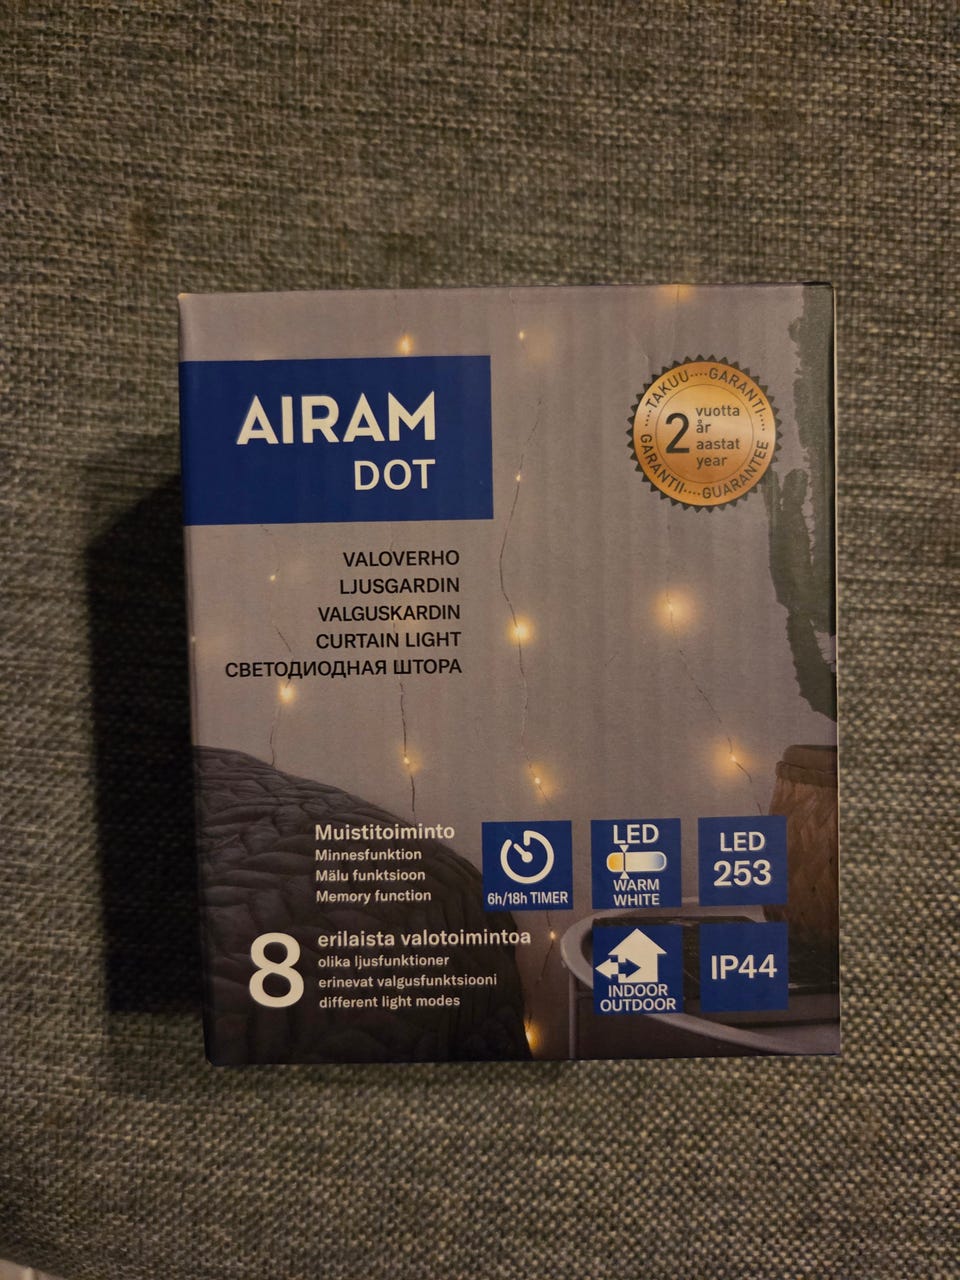 AIRAM
DOT
TAKUU····GARANTI····GUARANTEE····GARANTII····
2
vuotta
år
aastat
year
VALOVERHO
LJUSGARDIN
VALGUSKARDIN
CURTAIN LIGHT
СВЕТОДИОДНАЯ ШТОРА
Muistitoiminto
Minnesfunktion
Mälu funktsioon
Memory function
8
erilaista valotoimintoa
olika ljusfunktioner
erinevat valgusfunktsiooni
different light modes
6h/18h TIMER
LED
WARM
WHITE
LED
253
INDOOR
OUTDOOR
IP44